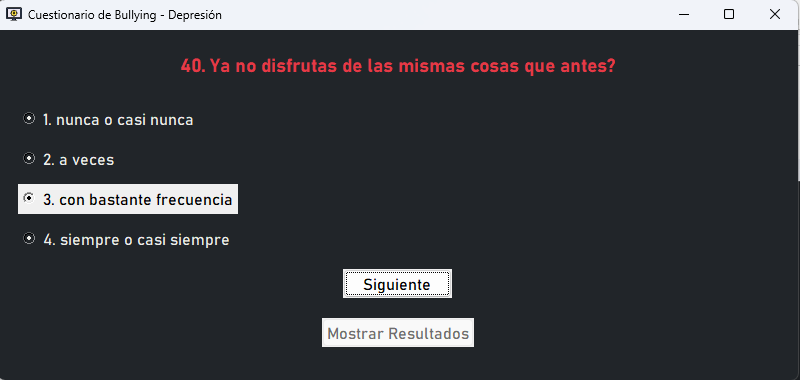 Cuestionario de Bullying - Depresión
40. Ya no disfrutas de las mismas cosas que antes?
1. nunca o casi nunca
2. a veces
3. con bastante frecuencia
4. siempre o casi siempre
Siguiente
Mostrar Resultados